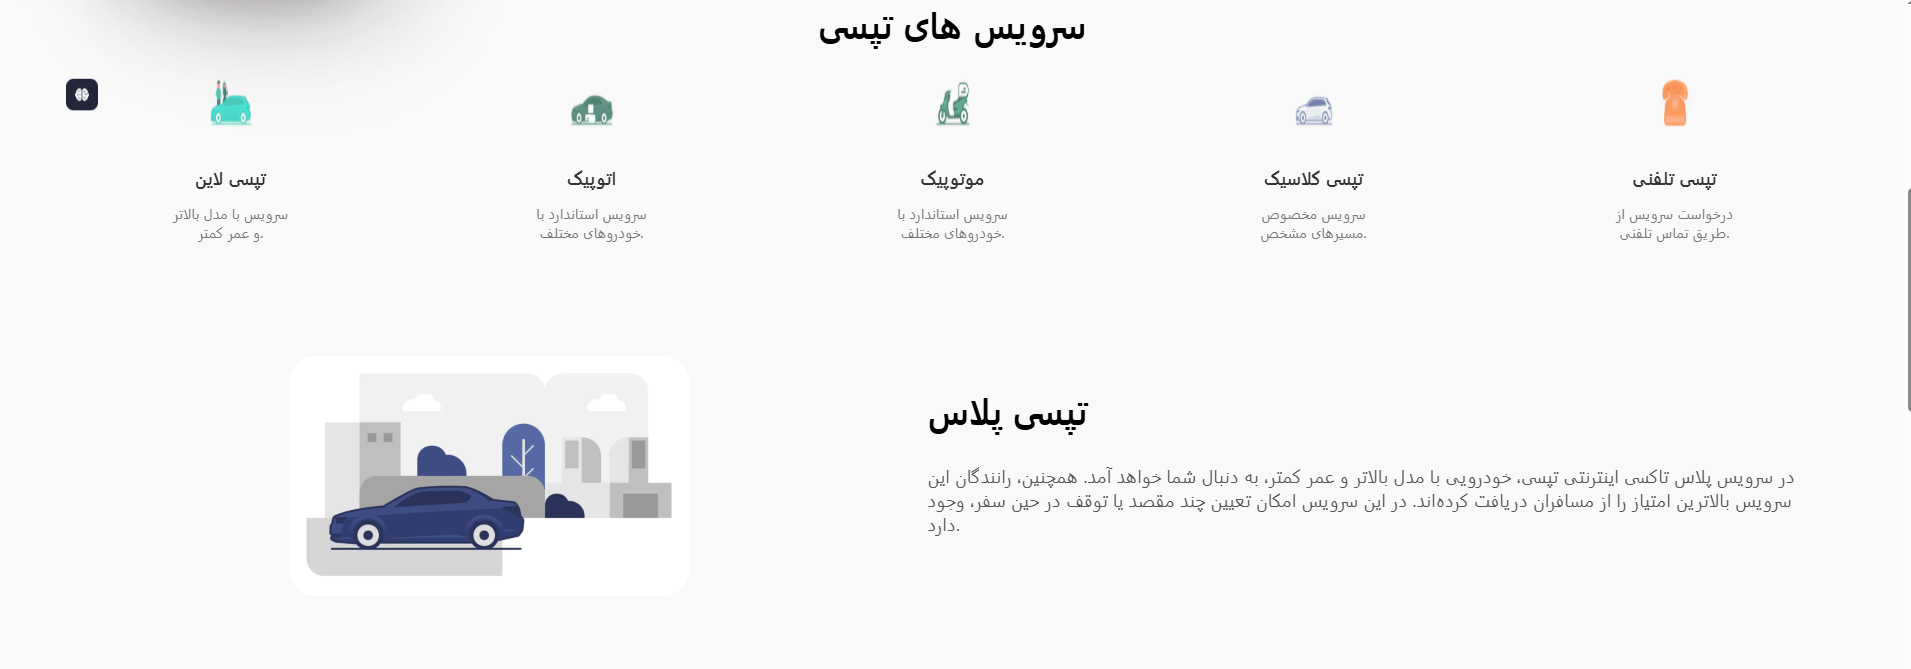 سرویس های تپسی
تپسی تلفنی
درخواست سرویس از
طریق تماس تلفنی.
تپسی کلاسیک
سرویس مخصوص
مسیرهای مشخص.
موتوپیک
سرویس استاندارد با
خودروهای مختلف.
اتوپیک
سرویس استاندارد با
خودروهای مختلف.
تپسی لاین
سرویس با مدل بالاتر
و عمر کمتر.
تپسی پلاس
در سرویس پلاس تاکسی اینترنتی تپسی، خودرویی با مدل بالاتر و عمر کمتر، به دنبال شما خواهد آمد. همچنین، رانندگان این
سرویس بالاترین امتیاز را از مسافران دریافت کرده‌اند. در این سرویس امکان تعیین چند مقصد یا توقف در حین سفر، وجود
دارد.